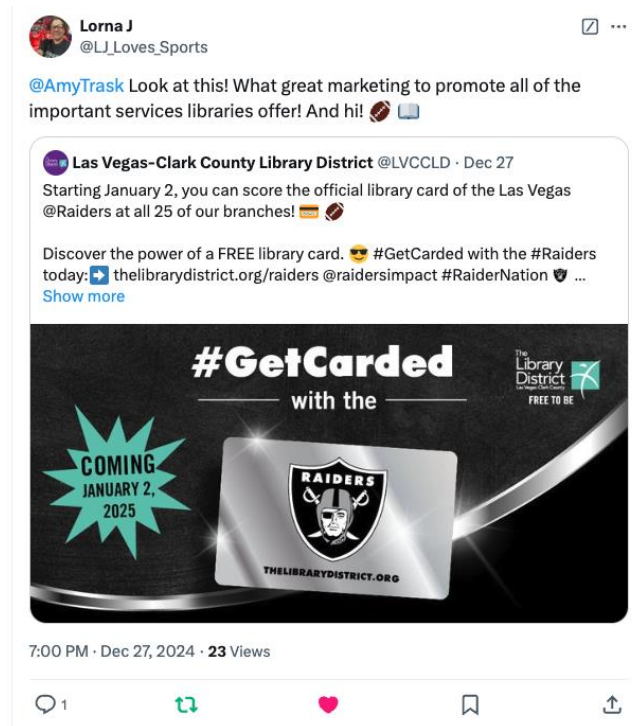 Lorna J
@LJ_Loves_Sports
@AmyTrask Look at this! What great marketing to promote all of the
important services libraries offer! And hi! 🏈 📖
Las Vegas-Clark County Library District @LVCCLD · Dec 27
Starting January 2, you can score the official library card of the Las Vegas
@Raiders at all 25 of our branches! 💳 🏈
Discover the power of a FREE library card. 😎 #GetCarded with the #Raiders
today:➡️ thelibrarydistrict.org/raiders @raidersimpact #RaiderNation ...
Show more
#GetCarded
with the
The
Library
District
Las Vegas Clark County
FREE TO BE
COMING
JANUARY 2,
2025
RAIDERS
THELIBRARYDISTRICT.ORG
7:00 PM · Dec 27, 2024 · 23 Views
1